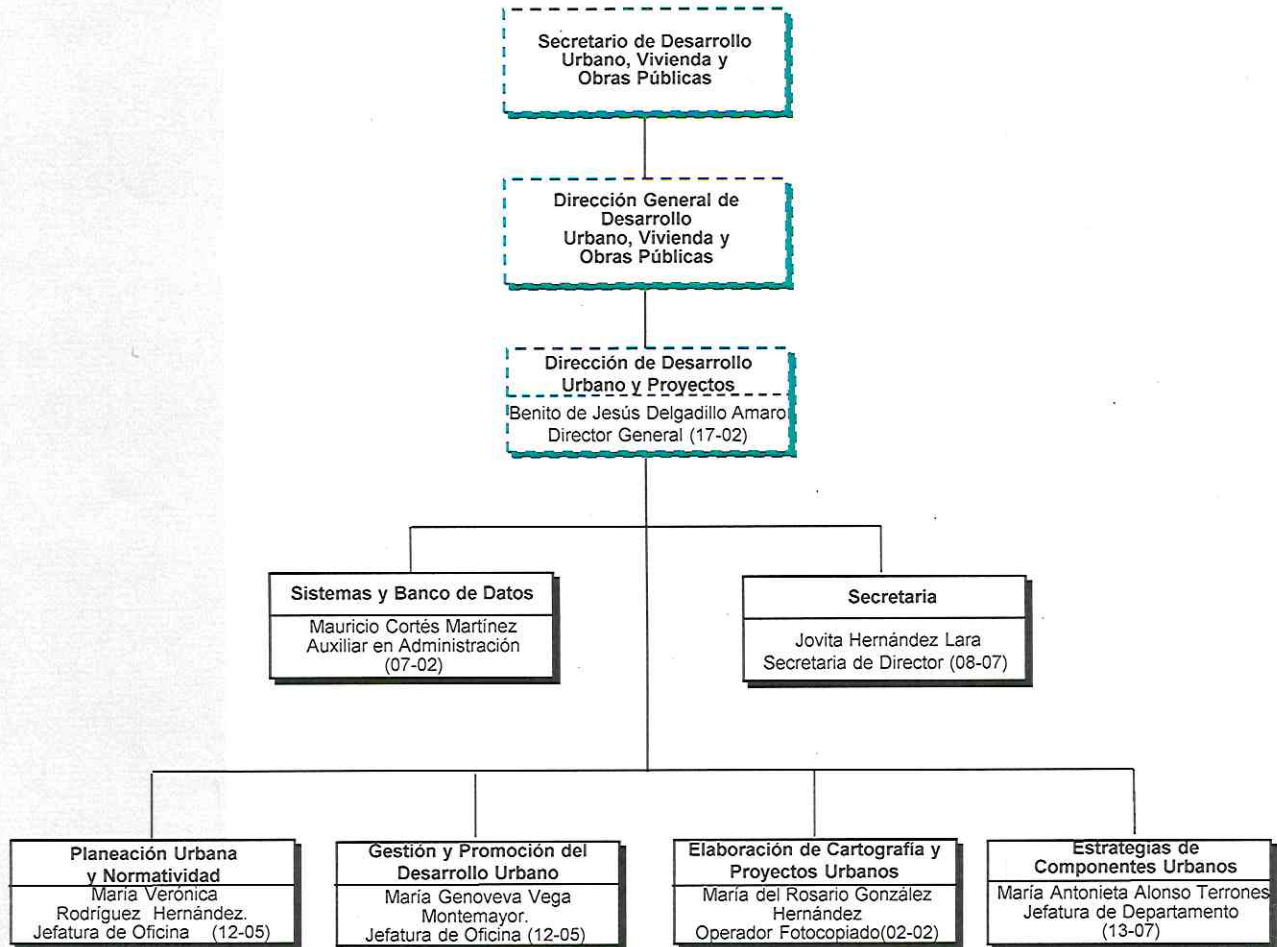 Secretario de Desarrollo
Urbano, Vivienda y
Obras Públicas
Dirección General de
Desarrollo
Urbano, Vivienda y
Obras Públicas
Dirección de Desarrollo
Urbano y Proyectos
Benito de Jesús Delgadillo Amaro
Director General (17-02)
Sistemas y Banco de Datos
Mauricio Cortés Martínez
Auxiliar en Administración
(07-02)
Secretaria
Jovita Hernández Lara
Secretaria de Director (08-07)
Planeación Urbana
y Normatividad
María Verónica
Rodríguez Hernández.
Jefatura de Oficina (12-05)
Gestión y Promoción del
Desarrollo Urbano
María Genoveva Vega
Montemayor.
Jefatura de Oficina (12-05)
Elaboración de Cartografía y
Proyectos Urbanos
María del Rosario González
Hernández
Operador Fotocopiado(02-02)
Estrategias de
Componentes Urbanos
María Antonieta Alonso Terrones
Jefatura de Departamento
(13-07)